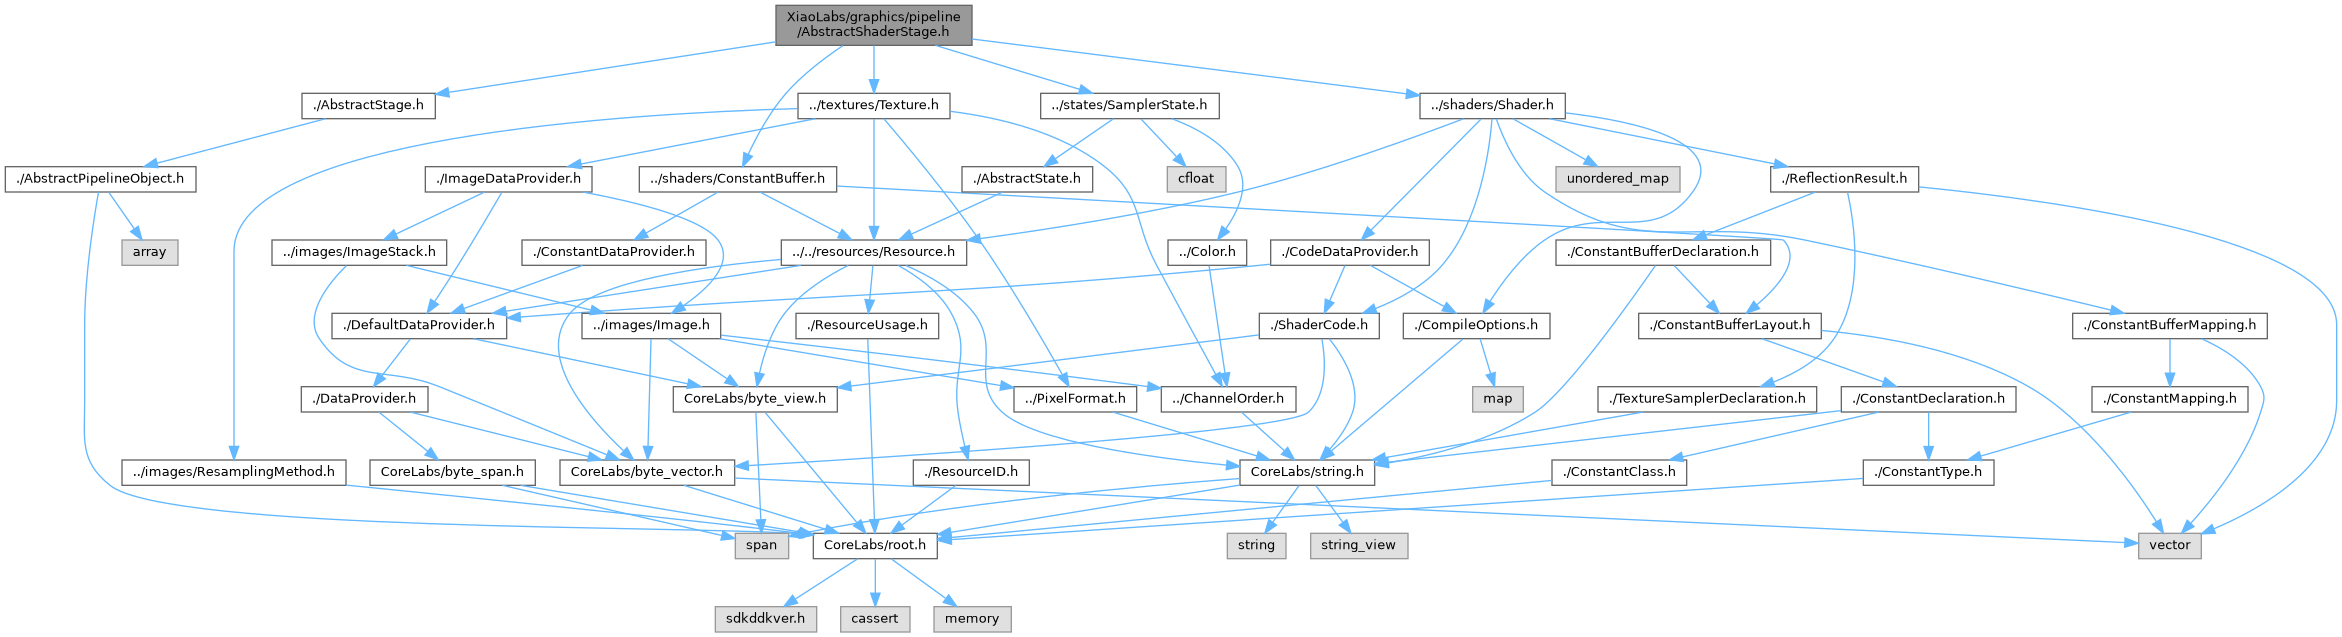 XiaoLabs/graphics/pipeline
/AbstractShaderStage.h
./AbstractStage.h
../textures/Texture.h
../states/SamplerState.h
../shaders/Shader.h
./AbstractPipelineObject.h
./ImageDataProvider.h
../shaders/ConstantBuffer.h
./AbstractState.h
cfloat
unordered_map
./ReflectionResult.h
array
../images/ImageStack.h
./ConstantDataProvider.h
../../resources/Resource.h
../Color.h
./CodeDataProvider.h
./ConstantBufferDeclaration.h
./DefaultDataProvider.h
../images/Image.h
./ResourceUsage.h
./ShaderCode.h
./CompileOptions.h
./ConstantBufferLayout.h
./ConstantBufferMapping.h
./DataProvider.h
CoreLabs/byte_view.h
../PixelFormat.h
../ChannelOrder.h
map
./TextureSamplerDeclaration.h
./ConstantDeclaration.h
./ConstantMapping.h
../images/ResamplingMethod.h
CoreLabs/byte_span.h
CoreLabs/byte_vector.h
./ResourceID.h
CoreLabs/string.h
./ConstantClass.h
./ConstantType.h
span
CoreLabs/root.h
string
string_view
vector
sdkddkver.h
cassert
memory